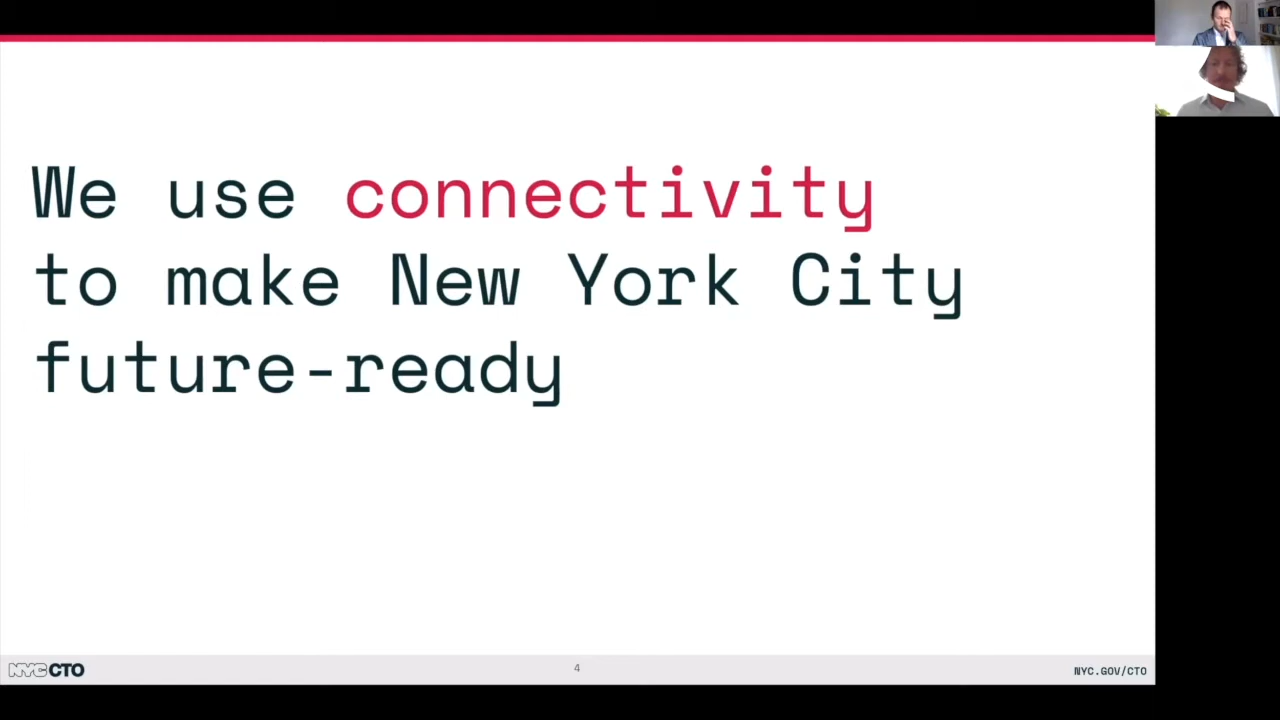 We use connectivity
to make New York City
future-ready
NYC CTO
4
NYC.GOV/CTO